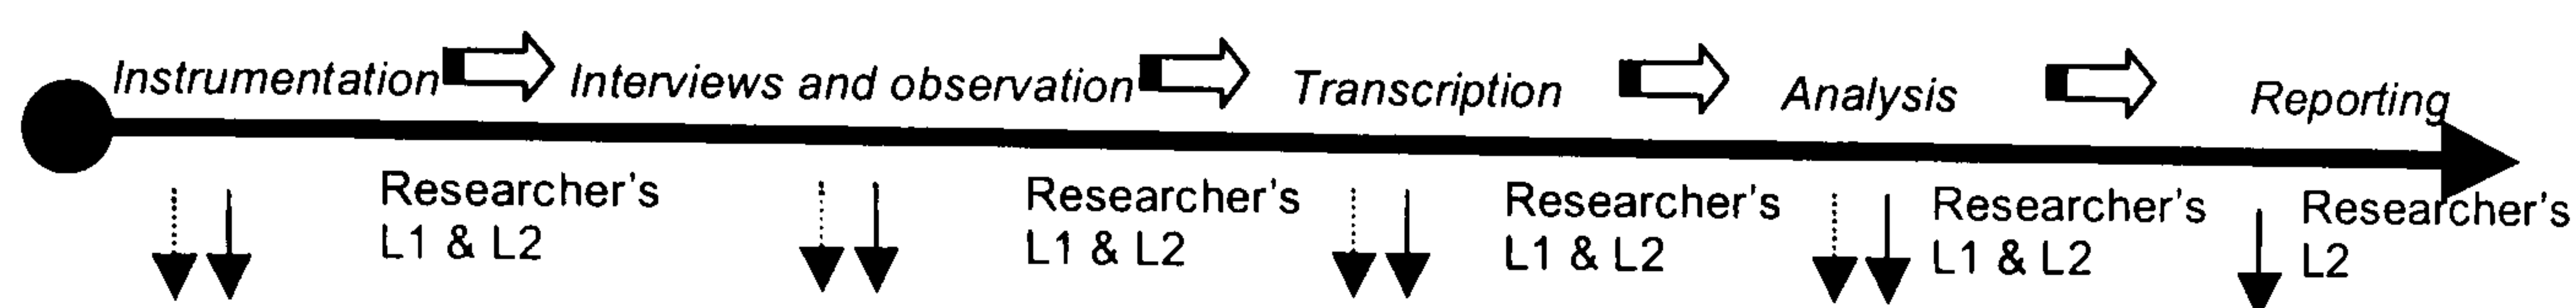 Instrumentation Interviews and observation Transcription Analysis Reporting
Researcher's Researcher's Researcher's Researcher's Researcher's
L1 & L2 L1 & L2 L1 & L2 L1 & L2 L2